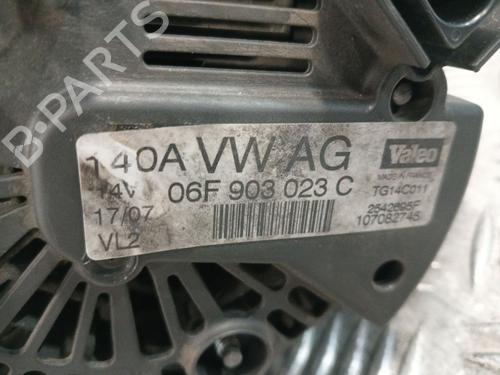 B-PARTS
140A VW AG
14V 06F 903 023 C
17/07
VL2
Valeo
MADE IN FRANCE
TG14C011
2542695F
107082745